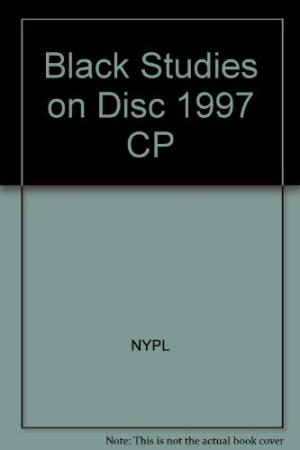 Black Studies
on Disc 1997
CP
NYPL
Note: This is not the actual book cover